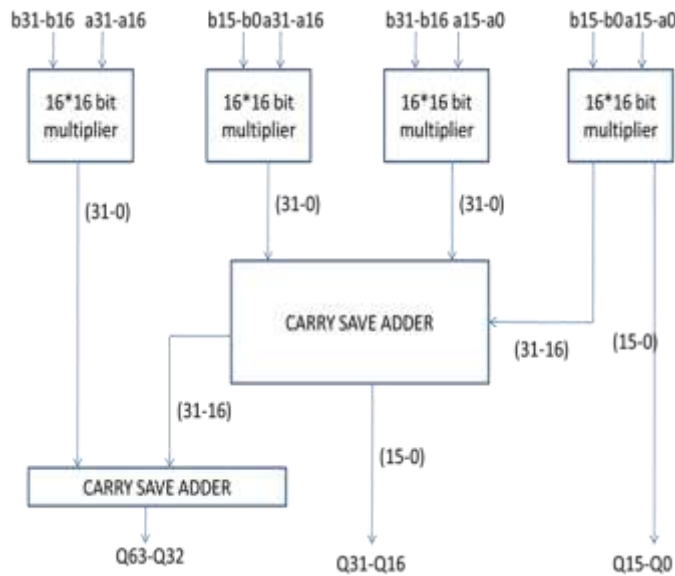 b31-b16 a31-a16 b15-b0a31-a16 b31-b16 a15-a0 b15-b0a15-a0
16*16 bit
multiplier
16*16 bit
multiplier
16*16 bit
multiplier
16*16 bit
multiplier
(31-0)
(31-0)
(31-0)
CARRY SAVE ADDER
(31-16)
(15-0)
(31-16)
(15-0)
CARRY SAVE ADDER
Q63-Q32
Q31-Q16
Q15-Q0